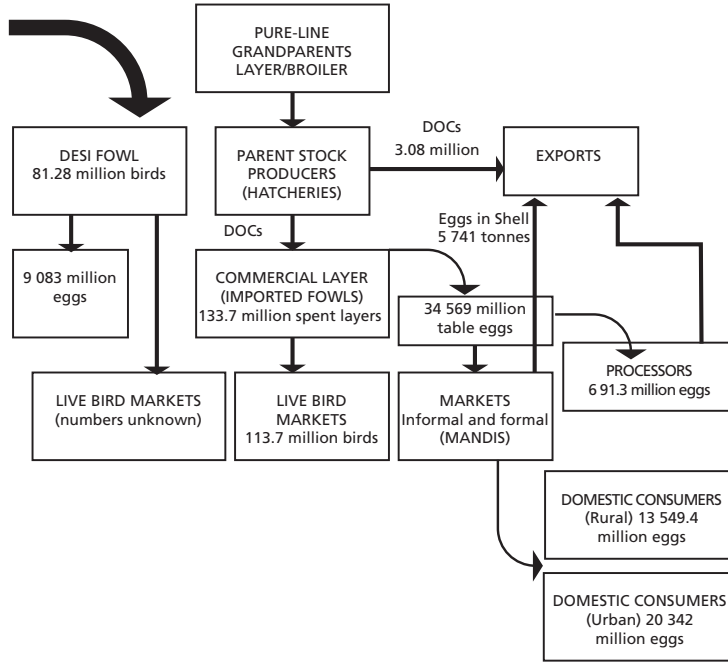 PURE-LINE
GRANDPARENTS
LAYER/BROILER
DESI FOWL
81.28 million birds
PARENT STOCK
PRODUCERS
(HATCHERIES)
DOCs
3.08 million
EXPORTS
DOCs
Eggs in Shell
5 741 tonnes
9 083 million
eggs
COMMERCIAL LAYER
(IMPORTED FOWLS)
133.7 million spent layers
34 569 million
table eggs
PROCESSORS
6 91.3 million eggs
LIVE BIRD MARKETS
(numbers unknown)
LIVE BIRD
MARKETS
113.7 million birds
MARKETS
Informal and formal
(MANDIS)
DOMESTIC CONSUMERS
(Rural) 13 549.4
million eggs
DOMESTIC CONSUMERS
(Urban) 20 342
million eggs